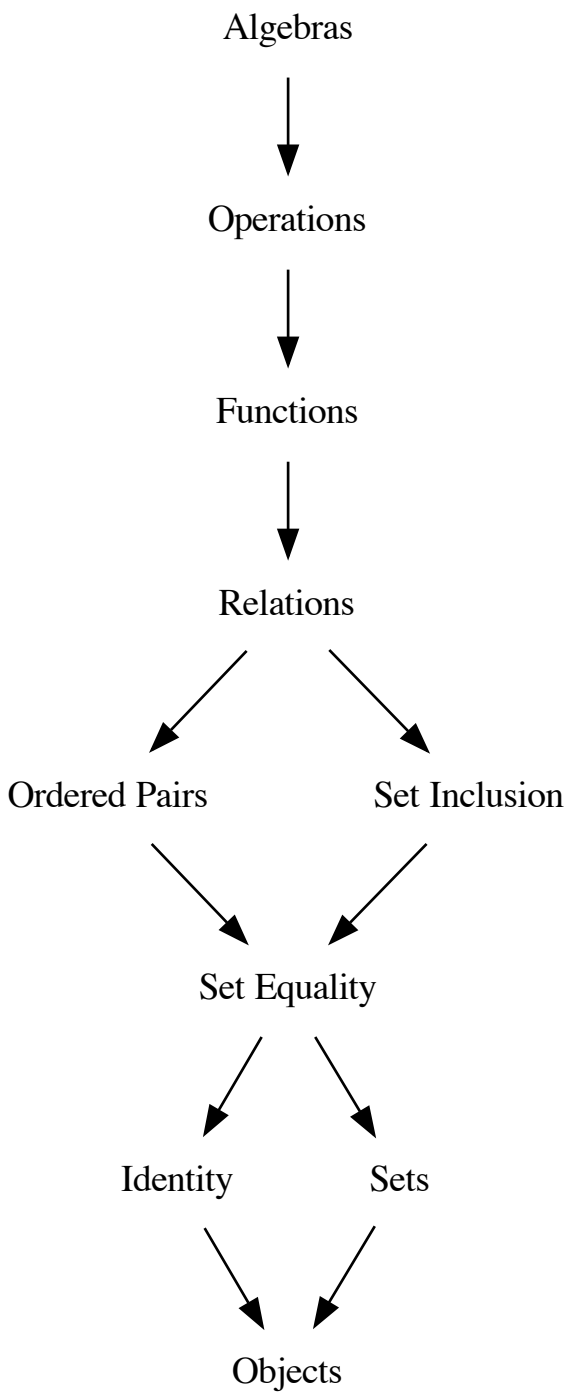 Algebras
Operations
Functions
Relations
Ordered Pairs
Set Inclusion
Set Equality
Identity
Sets
Objects